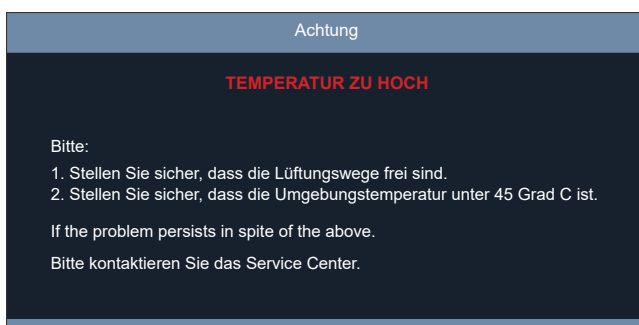 Achtung
TEMPERATUR ZU HOCH
Bitte:
1. Stellen Sie sicher, dass die Lüftungswege frei sind.
2. Stellen Sie sicher, dass die Umgebungstemperatur unter 45 Grad C ist.
If the problem persists in spite of the above.
Bitte kontaktieren Sie das Service Center.